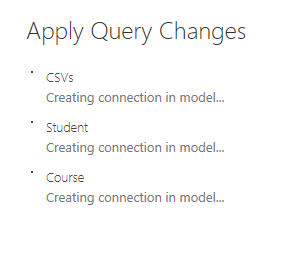 Apply Query Changes
CSVs
Creating connection in model...
Student
Creating connection in model...
Course
Creating connection in model...